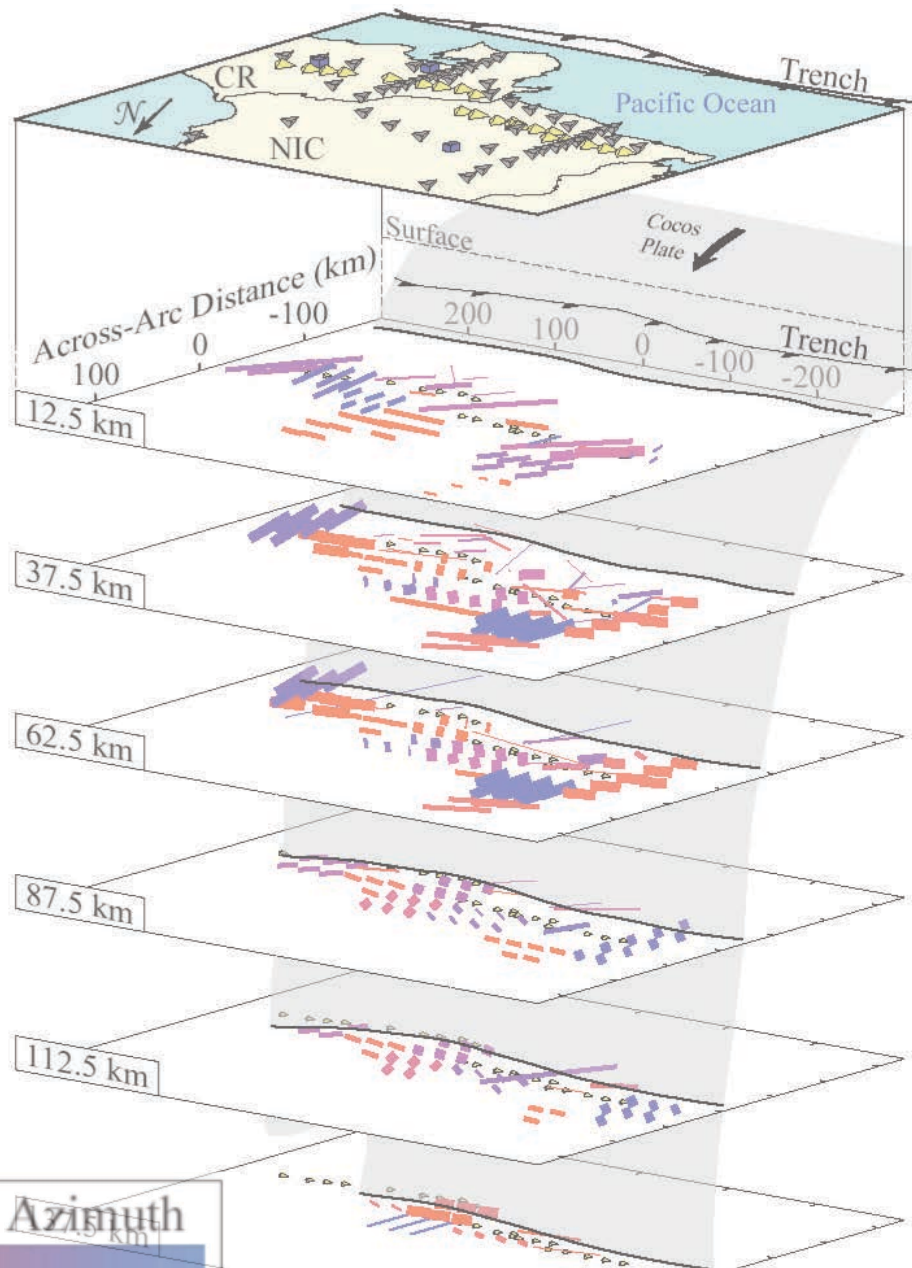 Trench
CR
Pacific Ocean
N
NIC
Surface
Cocos
Plate
Across-Arc Distance (km)
-100
0
100
200
100
0
-100
-200
Trench
12.5 km
37.5 km
62.5 km
87.5 km
112.5 km
Azimuth